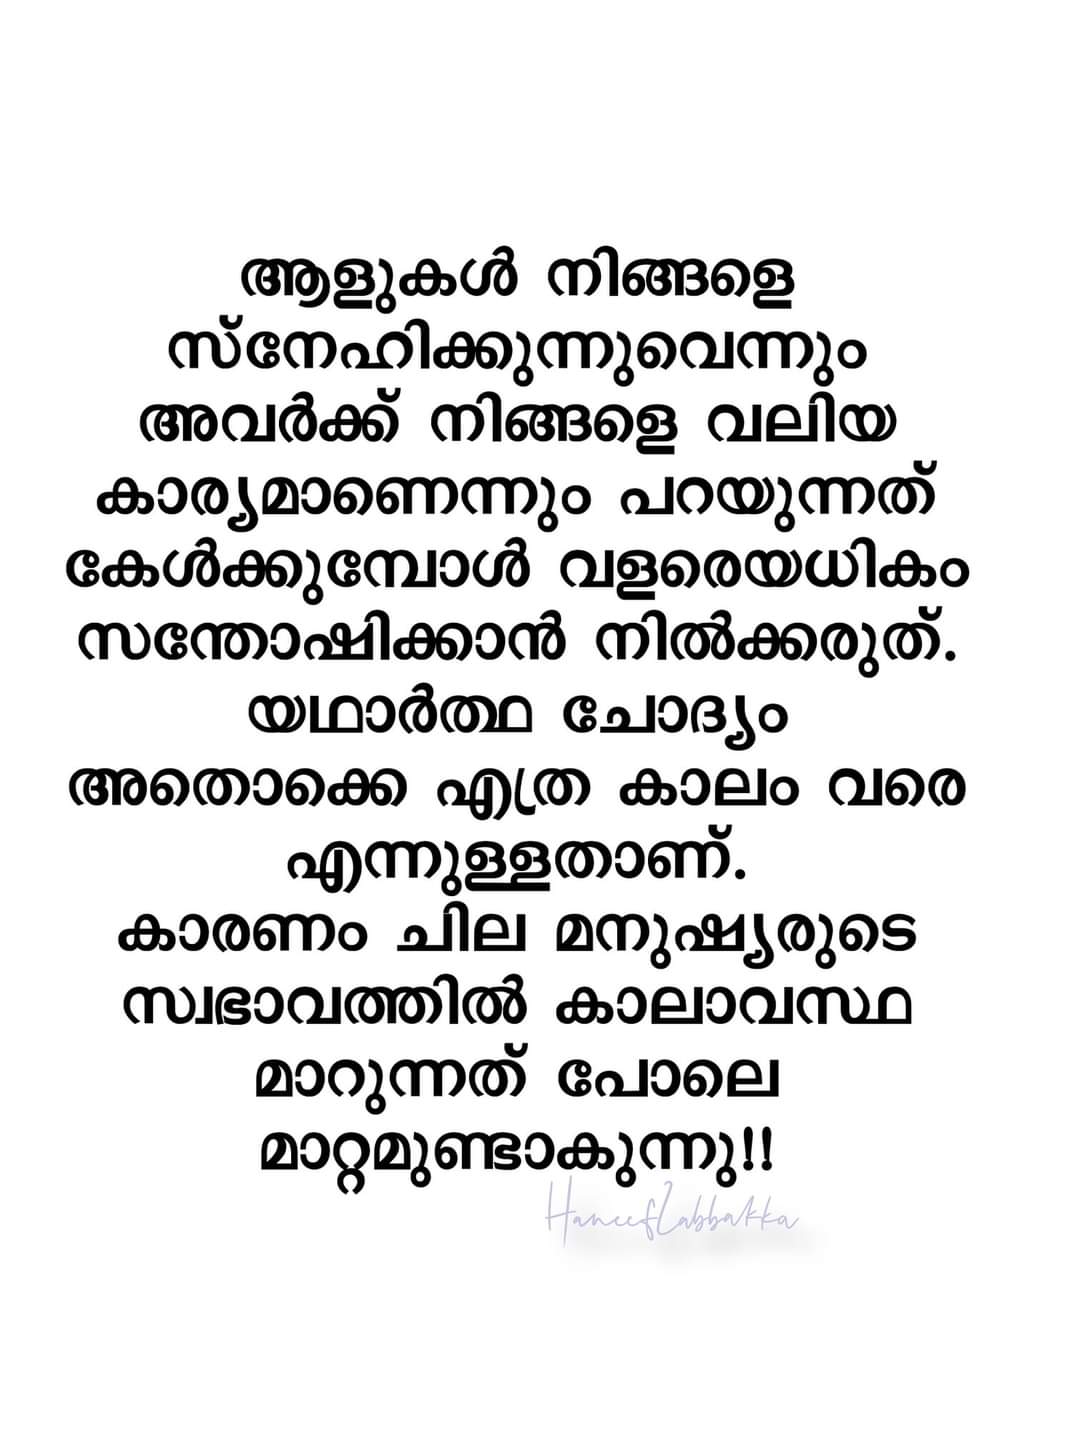 ആളുകൾ നിങ്ങളെ
സ്നേഹിക്കുന്നുവെന്നും
അവർക്ക് നിങ്ങളെ വലിയ
കാര്യമാണെന്നും പറയുന്നത്
കേൾക്കുമ്പോൾ വളരെയധികം
സന്തോഷിക്കാൻ നിൽക്കരുത്.
യഥാർത്ഥ ചോദ്യം
അതൊക്കെ എത്ര കാലം വരെ
എന്നുള്ളതാണ്.
കാരണം ചില മനുഷ്യരുടെ
സ്വഭാവത്തിൽ കാലാവസ്ഥ
മാറുന്നത് പോലെ
മാറ്റമുണ്ടാകുന്നു!!
HaneefLabbakka